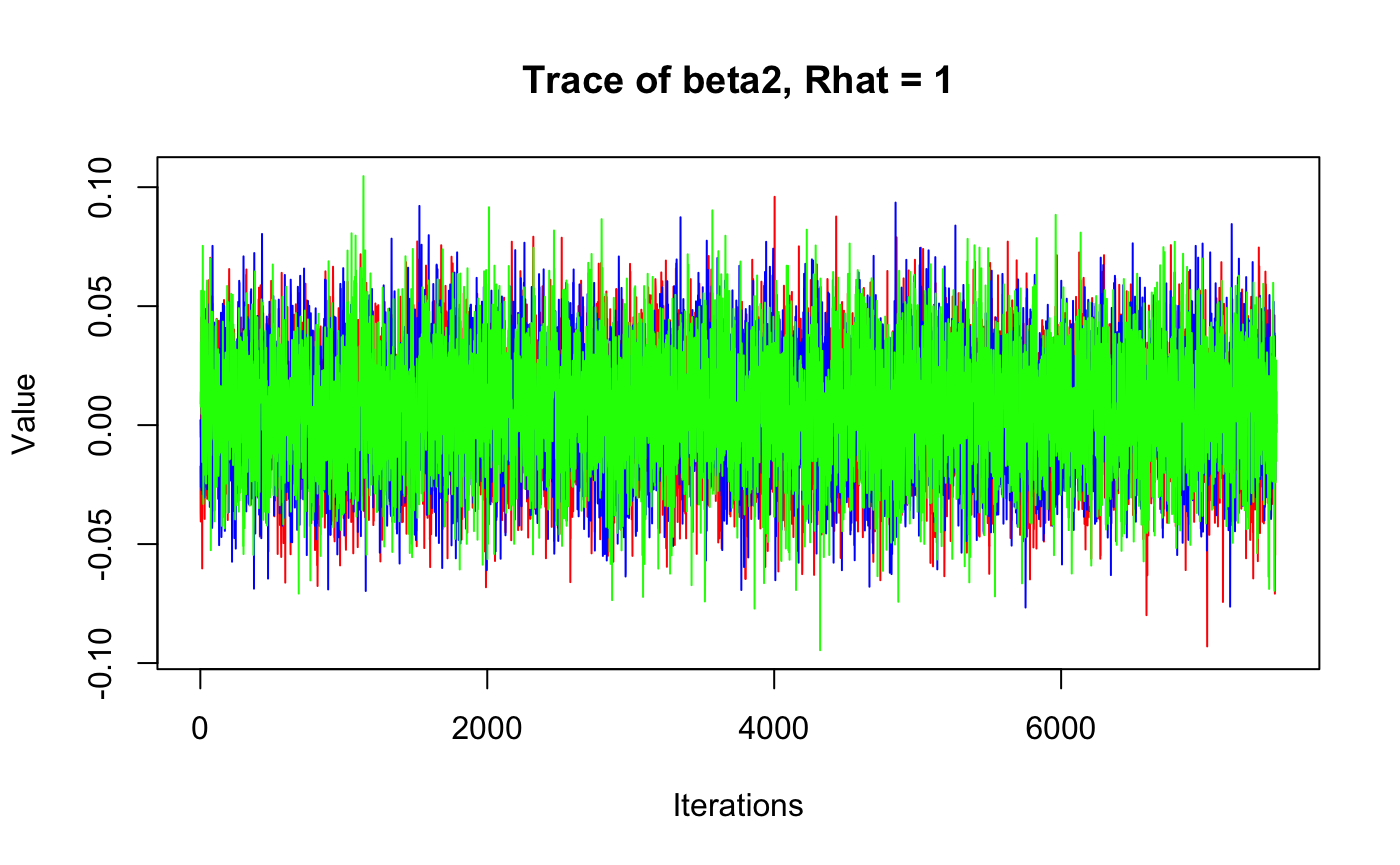 Trace of beta2, Rhat = 1
0.10
0.05
0.00
-0.05
-0.10
Value
0 2000 4000 6000
Iterations